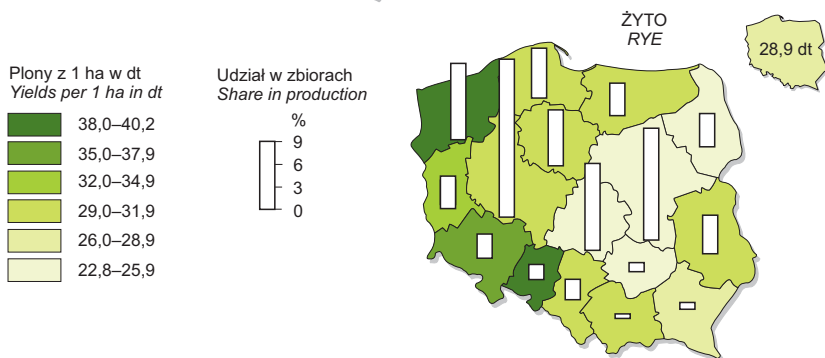 ŻYTO
RYE
28,9 dt
Plony z 1 ha w dt
Yields per 1 ha in dt
38,0–40,2
35,0–37,9
32,0–34,9
29,0–31,9
26,0–28,9
22,8–25,9
Udział w zbiorach
Share in production
%
9
6
3
0